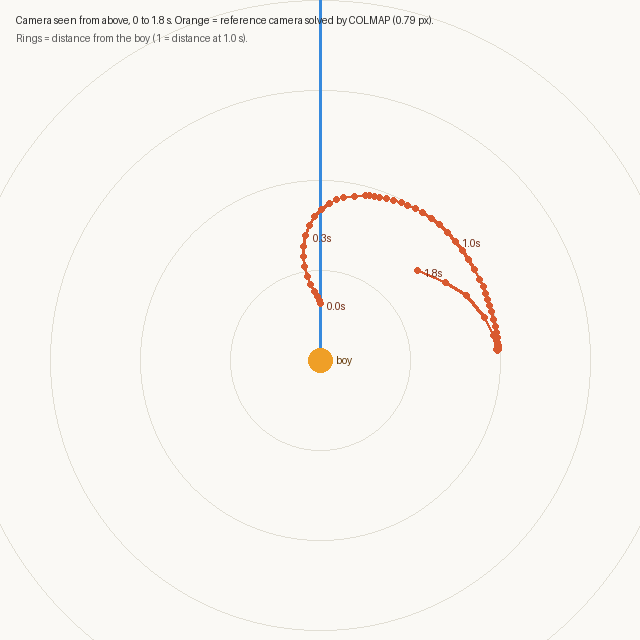 Camera seen from above, 0 to 1.8 s. Orange = reference camera solved by COLMAP (0.79 px).
Rings = distance from the boy (1 = distance at 1.0 s).
0.3s
1.0s
1.8s
0.0s
boy